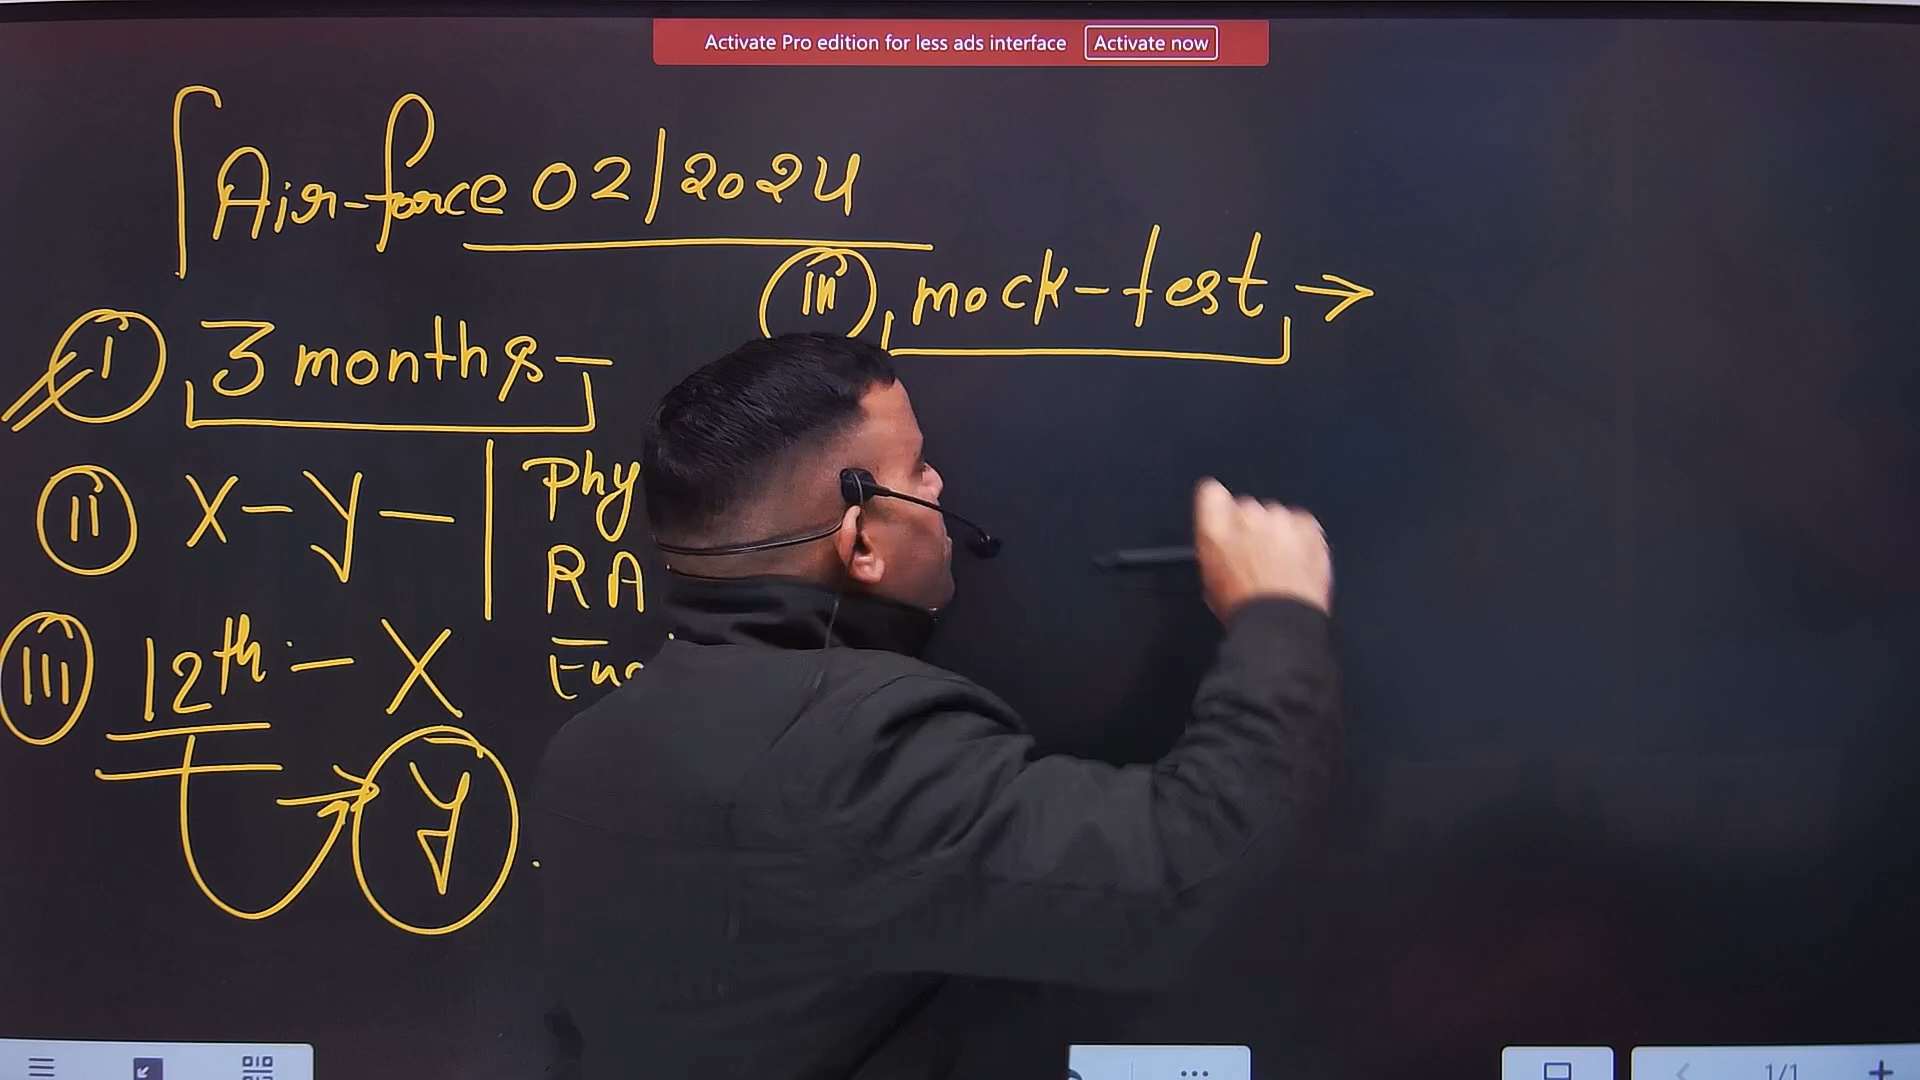 Activate Pro edition for less ads interface Activate now
Air-force 02/2024
(i) 3 months -
(ii) X - Y - Phy
RA
(iii) 12th - X
Y
(iii) mock-test →
1/1